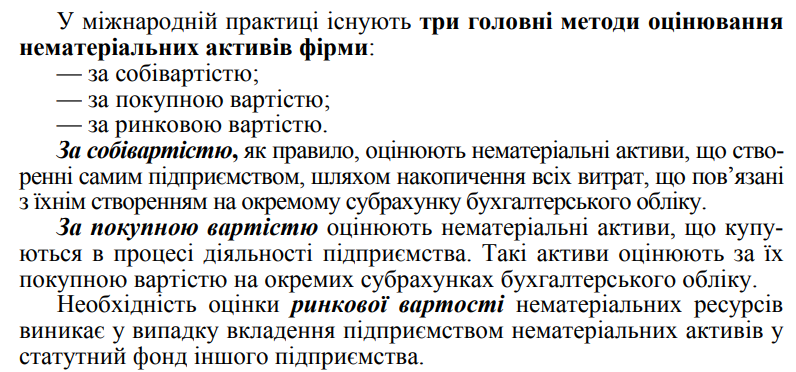 У міжнародній практиці існують три головні методи оцінювання
нематеріальних активів фірми:
— за собівартістю;
— за покупною вартістю;
— за ринковою вартістю.
За собівартістю, як правило, оцінюють нематеріальні активи, що ство-
ренні самим підприємством, шляхом накопичення всіх витрат, що пов’язані
з їхнім створенням на окремому субрахунку бухгалтерського обліку.
За покупною вартістю оцінюють нематеріальні активи, що купу-
ються в процесі діяльності підприємства. Такі активи оцінюють за їх
покупною вартістю на окремих субрахунках бухгалтерського обліку.
Необхідність оцінки ринкової вартості нематеріальних ресурсів
виникає у випадку вкладення підприємством нематеріальних активів у
статутний фонд іншого підприємства.